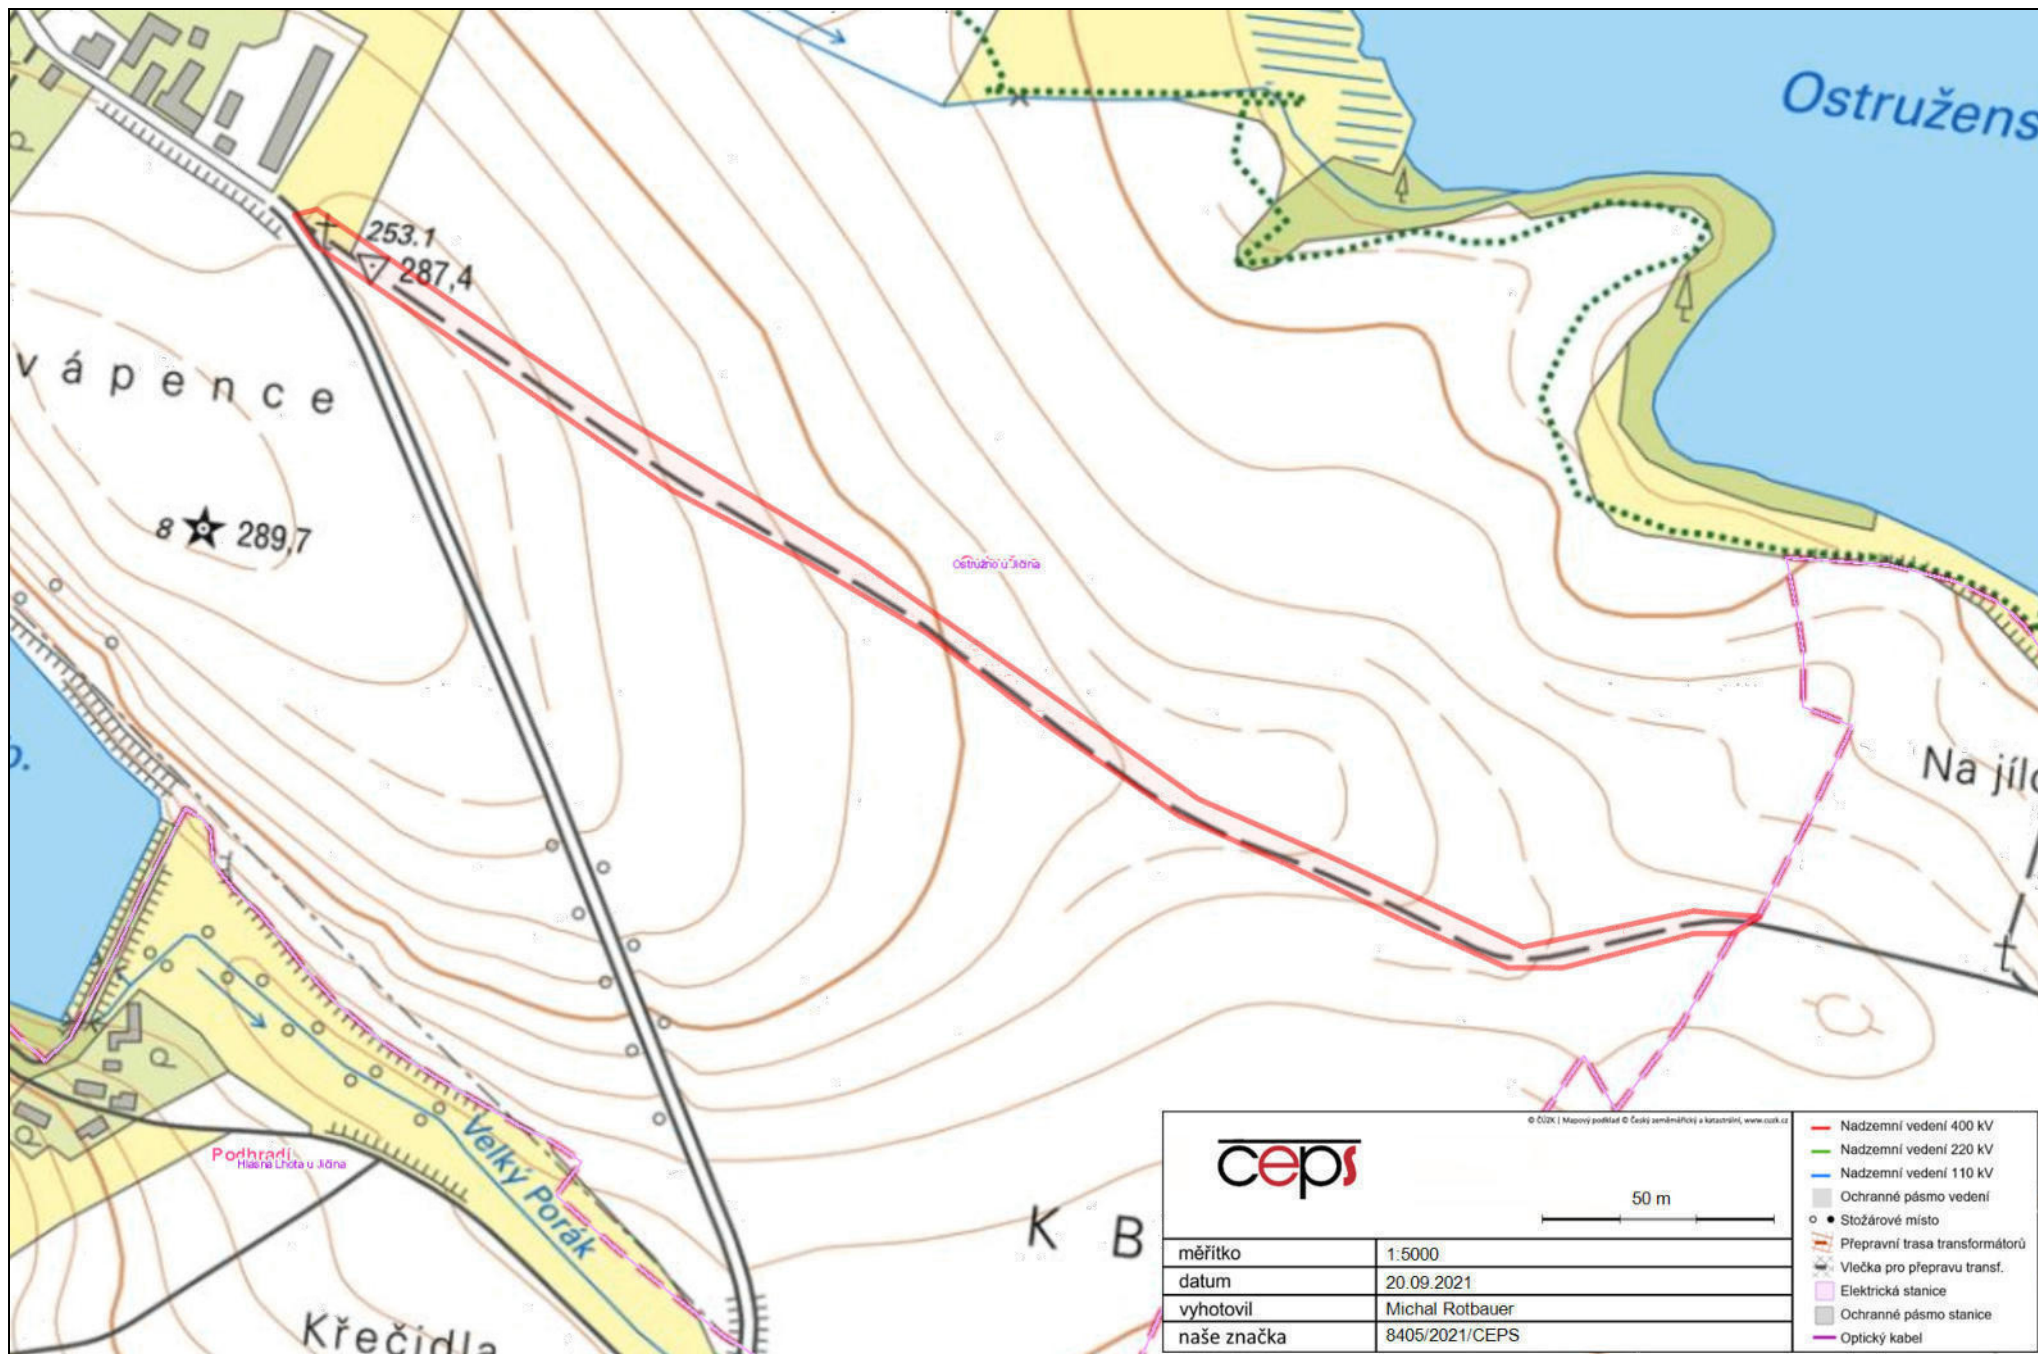 Ostružens
253.1
287,4
vápence
8 289,7
Ostružno u Jičína
p.
Na jílo
Podhradí
Hlásná Lhota u Jičína
Velký Porák
K B
Křečidla
© ČÚZK | Mapový podklad © Český zeměměřický a katastrální, www.cuzk.cz
ceps
50 m
měřítko 1:5000
datum 20.09.2021
vyhotovil Michal Rotbauer
naše značka 8405/2021/CEPS
Nadzemní vedení 400 kV
Nadzemní vedení 220 kV
Nadzemní vedení 110 kV
Ochranné pásmo vedení
Stožárové místo
Přepravní trasa transformátorů
Vlečka pro přepravu transf.
Elektrická stanice
Ochranné pásmo stanice
Optický kabel